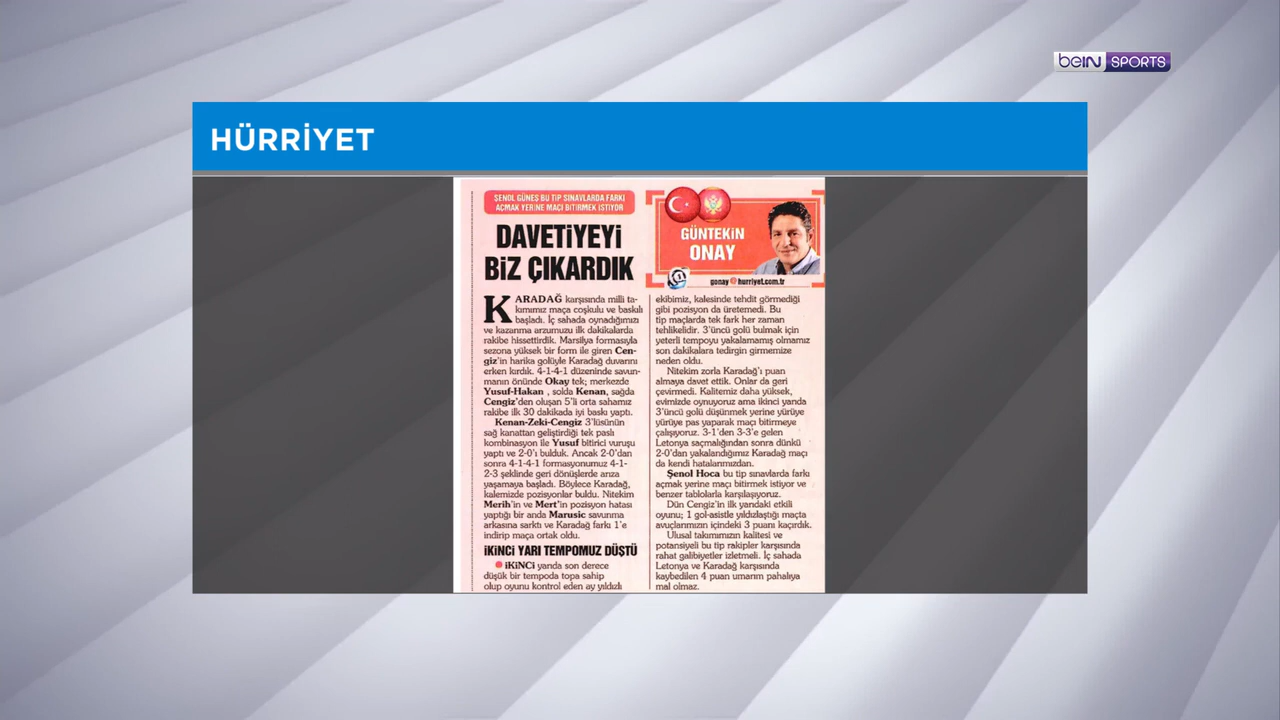 beIN SPORTS
HÜRRİYET
ŞENOL GÜNEŞ BU TİP SINAVLARDA FARKI
AÇMAK YERİNE MAÇI BİTİRMEK İSTİYOR
DAVETİYEYİ
BİZ ÇIKARDIK
GÜNTEKİN
ONAY
gonay@hurriyet.com.tr
KARADAĞ karşısında milli ta-
kımımız maça coşkulu ve baskılı
başladı. İç sahada oynadığımızı
ve kazanma arzumuzu ilk dakikalarda
rakibe hissettirdik. Marsilya formasıyla
sezona yüksek bir form ile giren Cen-
giz'in harika golüyle Karadağ duvarını
erken kırdık. 4-1-4-1 düzeninde savun-
manın önünde Okay tek; merkezde
Yusuf-Hakan , solda Kenan, sağda
Cengiz'den oluşan 5'li orta sahamız
rakibe ilk 30 dakikada iyi baskı yaptı.
Kenan-Zeki-Cengiz 3'lüsünün
sağ kanattan geliştirdiği tek paslı
kombinasyon ile Yusuf bitirici vuruşu
yaptı ve 2-0'ı bulduk. Ancak 2-0'dan
sonra 4-1-4-1 formasyonumuz 4-1-
2-3 şeklinde geri dönüşlerde arıza
yaşamaya başladı. Böylece Karadağ,
kalemizde pozisyonlar buldu. Nitekim
Merih'in ve Mert'in pozisyon hatası
yaptığı bir anda Marusic savunma
arkasına sarktı ve Karadağ farkı 1'e
indirip maça ortak oldu.
İKİNCİ YARI TEMPOMUZ DÜŞTÜ
İKİNCİ yarıda son derece
düşük bir tempoda topa sahip
olup oyunu kontrol eden ay yıldızlı
ekibimiz, kalesinde tehdit görmediği
gibi pozisyon da üretemedi. Bu
tip maçlarda tek fark her zaman
tehlikelidir. 3'üncü golü bulmak için
yeterli tempoyu yakalamamış olmamız
son dakikalara tedirgin girmemize
neden oldu.
Nitekim zorla Karadağ'ı puan
almaya davet ettik. Onlar da geri
çevirmedi. Kalitemiz daha yüksek,
evimizde oynuyoruz ama ikinci yarıda
3'üncü golü düşünmek yerine yürüye
yürüye pas yaparak maçı bitirmeye
çalışıyoruz. 3-1'den 3-3'e gelen
Letonya saçmalığından sonra dünkü
2-0'dan yakalandığımız Karadağ maçı
da kendi hatalarımızdan.
Şenol Hoca bu tip sınavlarda farkı
açmak yerine maçı bitirmek istiyor ve
benzer tablolarla karşılaşıyoruz.
Dün Cengiz'in ilk yarıdaki etkili
oyunu; 1 gol-asistle yıldızlaştığı maçta
avuçlarımızın içindeki 3 puanı kaçırdık.
Ulusal takımımızın kalitesi ve
potansiyeli bu tip rakipler karşısında
rahat galibiyetler izletmeli. İç sahada
Letonya ve Karadağ karşısında
kaybedilen 4 puan umarım pahalıya
mal olmaz.